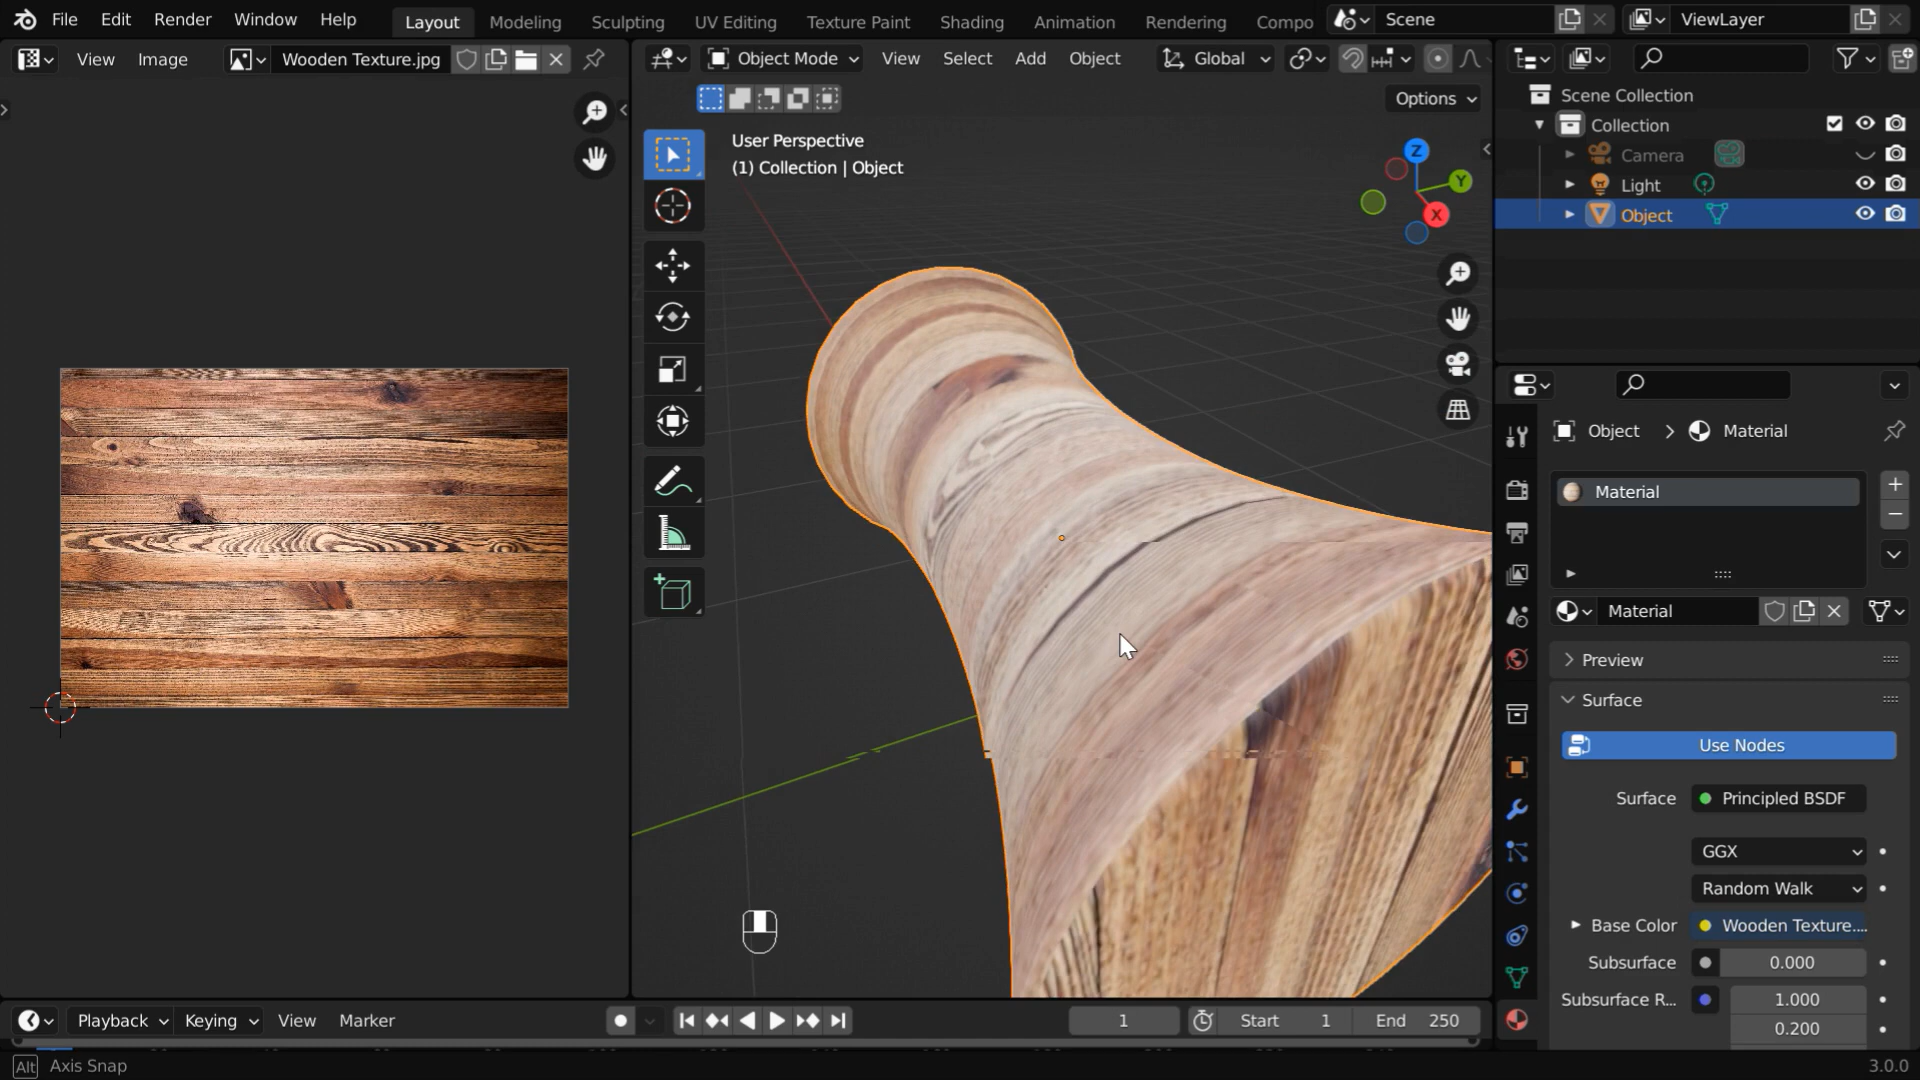 File Edit Render Window Help Layout Modeling Sculpting UV Editing Texture Paint Shading Animation Rendering Compo Scene ViewLayer
View Image Wooden Texture.jpg Object Mode View Select Add Object Global
Options
User Perspective
(1) Collection | Object
Z
Y
X
Scene Collection
Collection
Camera
Light
Object
Object > Material
Material
Material
Preview
Surface
Use Nodes
Surface Principled BSDF
GGX
Random Walk
Base Color Wooden Texture....
Subsurface 0.000
Subsurface R... 1.000
0.200
Playback Keying View Marker 1 Start 1 End 250
Alt Axis Snap 3.0.0